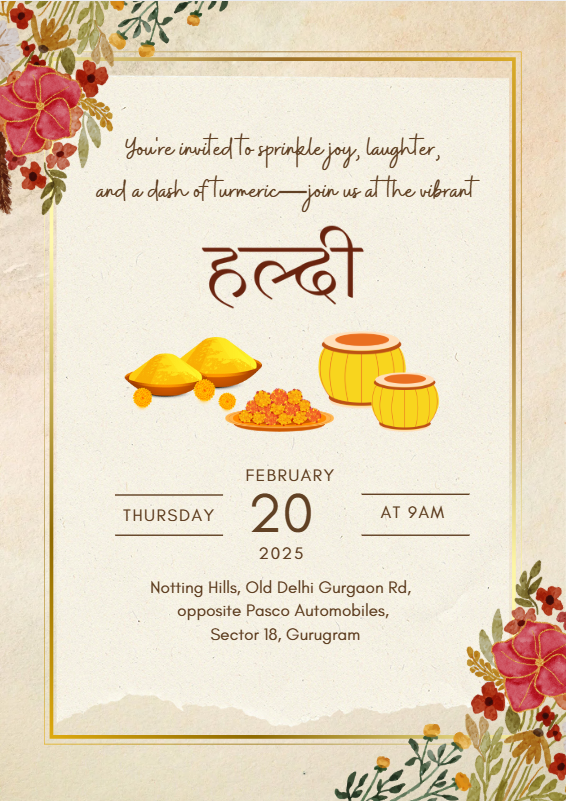 You're invited to sprinkle joy, laughter,
and a dash of turmeric—join us at the vibrant
हल्दी
FEBRUARY
THURSDAY 20 AT 9AM
2025
Notting Hills, Old Delhi Gurgaon Rd,
opposite Pasco Automobiles,
Sector 18, Gurugram